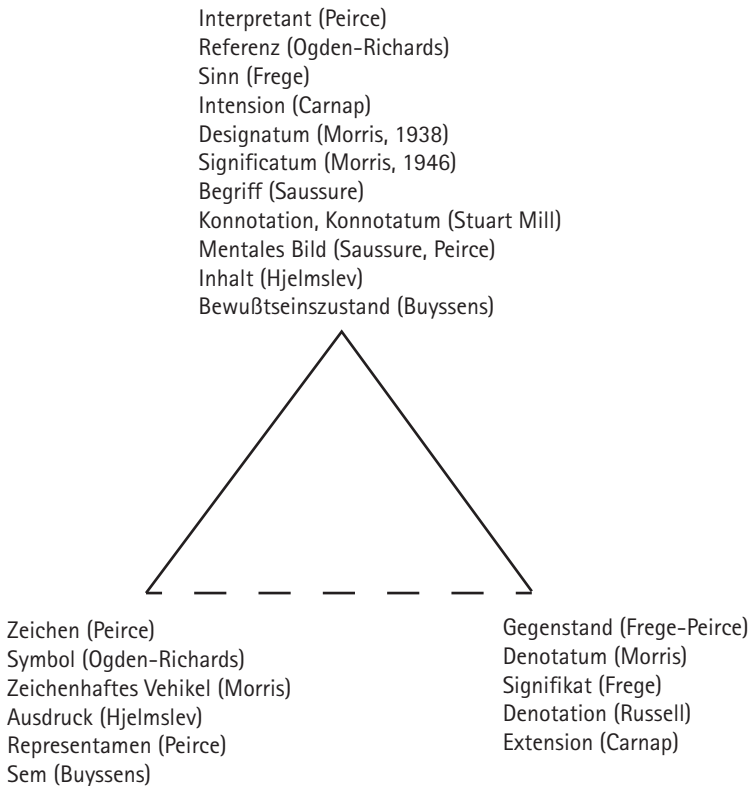 Interpretant (Peirce)
Referenz (Ogden-Richards)
Sinn (Frege)
Intension (Carnap)
Designatum (Morris, 1938)
Significatum (Morris, 1946)
Begriff (Saussure)
Konnotation, Konnotatum (Stuart Mill)
Mentales Bild (Saussure, Peirce)
Inhalt (Hjelmslev)
Bewußtseinszustand (Buyssens)
Zeichen (Peirce)
Symbol (Ogden-Richards)
Zeichenhaftes Vehikel (Morris)
Ausdruck (Hjelmslev)
Representamen (Peirce)
Sem (Buyssens)
Gegenstand (Frege-Peirce)
Denotatum (Morris)
Signifikat (Frege)
Denotation (Russell)
Extension (Carnap)